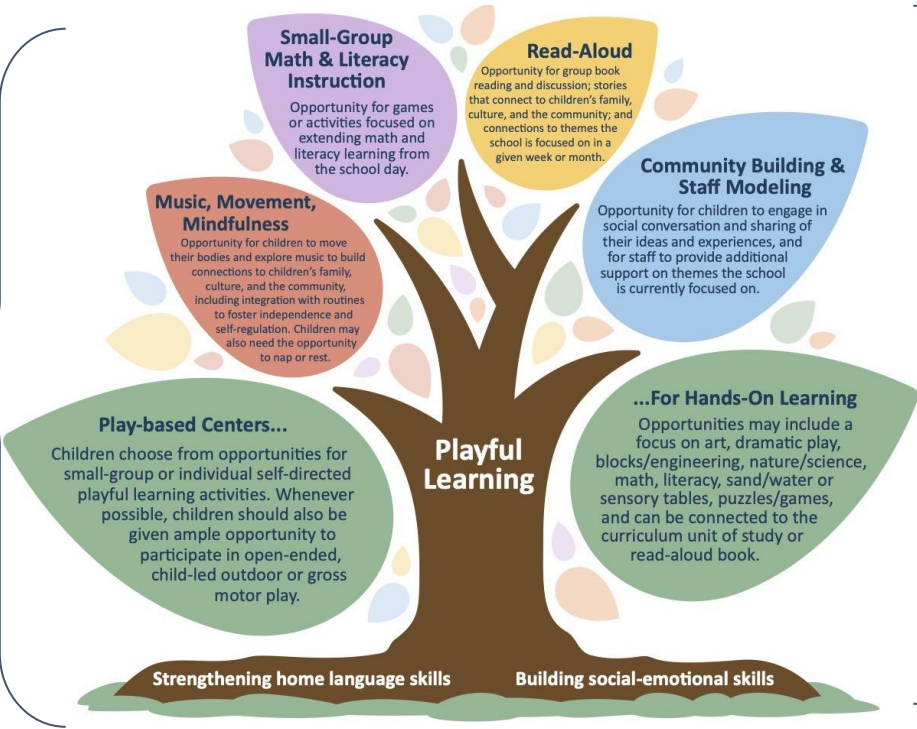 Small-Group
Math & Literacy
Instruction
Opportunity for games
or activities focused on
extending math and
literacy learning from
the school day.
Read-Aloud
Opportunity for group book
reading and discussion; stories
that connect to children’s family,
culture, and the community; and
connections to themes the
school is focused on in a
given week or month.
Music, Movement,
Mindfulness
Opportunity for children to move
their bodies and explore music to build
connections to children’s family,
culture, and the community,
including integration with routines
to foster independence and
self-regulation. Children may
also need the opportunity
to nap or rest.
Community Building &
Staff Modeling
Opportunity for children to engage in
social conversation and sharing of
their ideas and experiences, and
for staff to provide additional
support on themes the school
is currently focused on.
Play-based Centers...
Children choose from opportunities for
small-group or individual self-directed
playful learning activities. Whenever
possible, children should also be
given ample opportunity to
participate in open-ended,
child-led outdoor or gross
motor play.
...For Hands-On Learning
Opportunities may include a
focus on art, dramatic play,
blocks/engineering, nature/science,
math, literacy, sand/water or
sensory tables, puzzles/games,
and can be connected to the
curriculum unit of study or
read-aloud book.
Playful
Learning
Strengthening home language skills
Building social-emotional skills